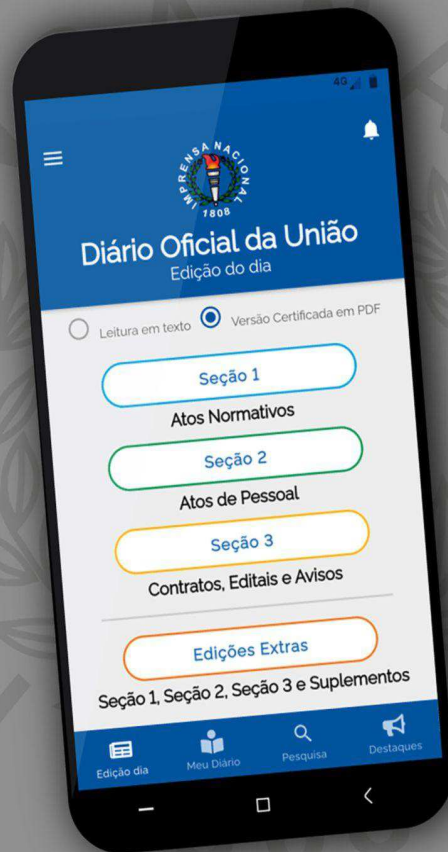 4G
IMPRENSA NACIONAL
1808
Diário Oficial da União
Edição do dia
Leitura em texto Versão Certificada em PDF
Seção 1
Atos Normativos
Seção 2
Atos de Pessoal
Seção 3
Contratos, Editais e Avisos
Edições Extras
Seção 1, Seção 2, Seção 3 e Suplementos
Edição dia Meu Diário Pesquisa Destaques